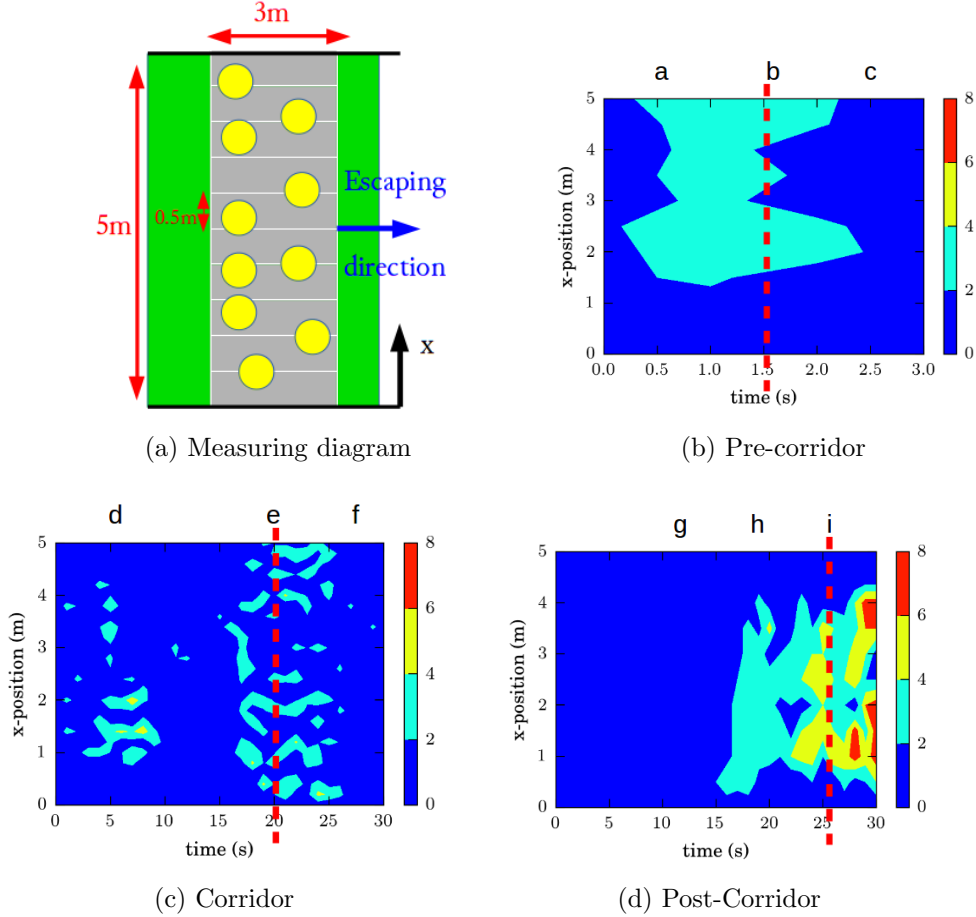 3m
5m
0.5m
Escaping
direction
x
(a) Measuring diagram
a b c
5
4
3
2
1
0
x-position (m)
0.0 0.5 1.0 1.5 2.0 2.5 3.0
time (s)
8
6
4
2
0
(b) Pre-corridor
d e f
5
4
3
2
1
0
x-position (m)
0 5 10 15 20 25 30
time (s)
8
6
4
2
0
(c) Corridor
g h i
5
4
3
2
1
0
x-position (m)
0 5 10 15 20 25 30
time (s)
8
6
4
2
0
(d) Post-Corridor